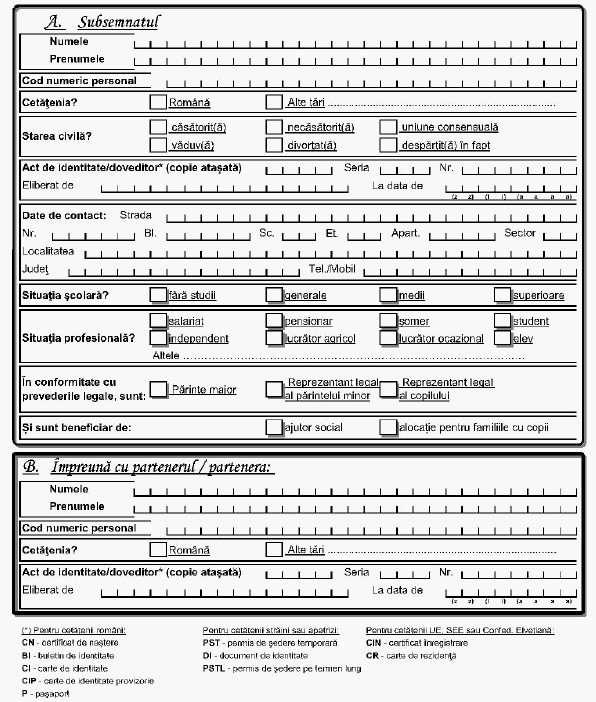 A. Subsemnatul
Numele
Prenumele
Cod numeric personal
Cetăţenia? Română Alte ţări
Starea civilă? căsătorit(ă) necăsătorit(ă) uniune consensuală
văduv(ă) divorţat(ă) despărţit(ă) în fapt
Act de identitate/doveditor* (copie ataşată) Seria Nr.
Eliberat de La data de
(z z) (l l) (a a a a)
Date de contact: Strada
Nr. Bl. Sc. Et. Apart. Sector
Localitatea
Judeţ Tel./Mobil
Situaţia şcolară? fără studii generale medii superioare
Situaţia profesională? salariat pensionar şomer student
independent lucrător agricol lucrător ocazional elev
Altele
În conformitate cu prevederile legale, sunt: Părinte major Reprezentant legal al părintelui minor Reprezentant legal al copilului
Şi sunt beneficiar de: ajutor social alocaţie pentru familiile cu copii
B. Împreună cu partenerul / partenera:
Numele
Prenumele
Cod numeric personal
Cetăţenia? Română Alte ţări
Act de identitate/doveditor* (copie ataşată) Seria Nr.
Eliberat de La data de
(z z) (l l) (a a a a)
(*) Pentru cetăţenii români: Pentru cetăţenii străini sau apatrizi: Pentru cetăţenii UE, SEE sau Confed. Elveţiană:
CN - certificat de naştere PST - permis de şedere temporară CIN - certificat înregistrare
BI - buletin de identitate DI - document de identitate CR - carte de rezidenţă
CI - carte de identitate PSTL - permis de şedere pe termen lung
CIP - carte de identitate provizorie
P - paşaport